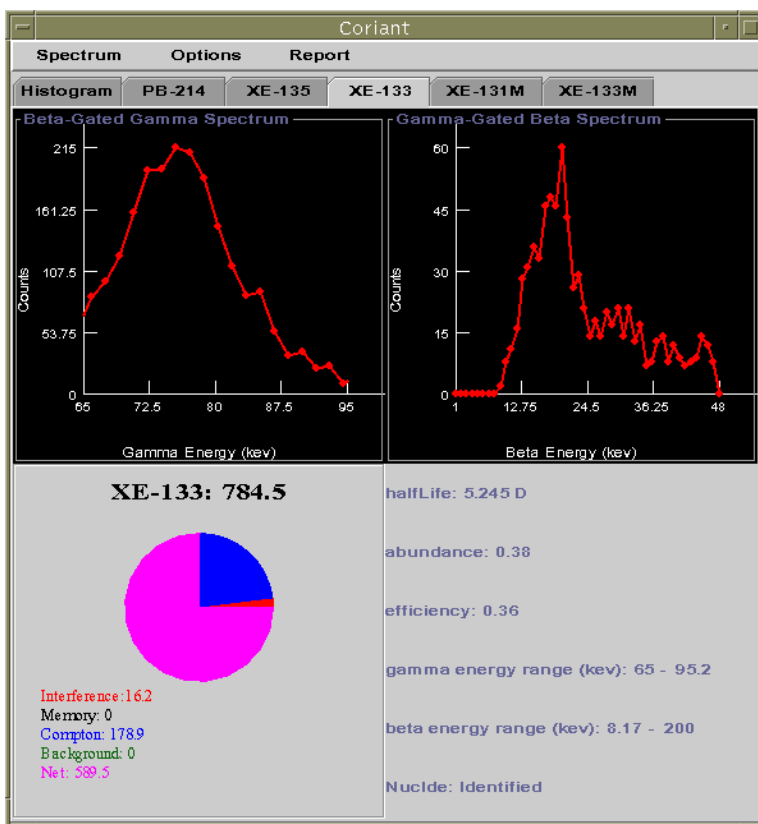 Coriant
Spectrum Options Report
Histogram PB-214 XE-135 XE-133 XE-131M XE-133M
Beta-Gated Gamma Spectrum
215
161.25
107.5
53.75
0
Counts
65 72.5 80 87.5 95
Gamma Energy (kev)
Gamma-Gated Beta Spectrum
60
45
30
15
0
Counts
1 12.75 24.5 36.25 48
Beta Energy (kev)
XE-133: 784.5
Interference:16.2
Memory: 0
Compton: 178.9
Background: 0
Net: 589.5
halfLife: 5.245 D
abundance: 0.38
efficiency: 0.36
gamma energy range (kev): 65 - 95.2
beta energy range (kev): 8.17 - 200
Nuclde: Identified